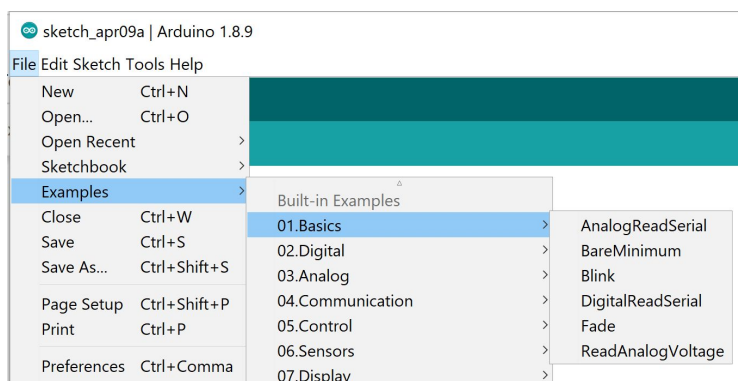 sketch_apr09a | Arduino 1.8.9
File Edit Sketch Tools Help
New Ctrl+N
Open... Ctrl+O
Open Recent
Sketchbook
Examples
Close Ctrl+W
Save Ctrl+S
Save As... Ctrl+Shift+S
Page Setup Ctrl+Shift+P
Print Ctrl+P
Preferences Ctrl+Comma
Built-in Examples
01.Basics
02.Digital
03.Analog
04.Communication
05.Control
06.Sensors
07.Display
AnalogReadSerial
BareMinimum
Blink
DigitalReadSerial
Fade
ReadAnalogVoltage